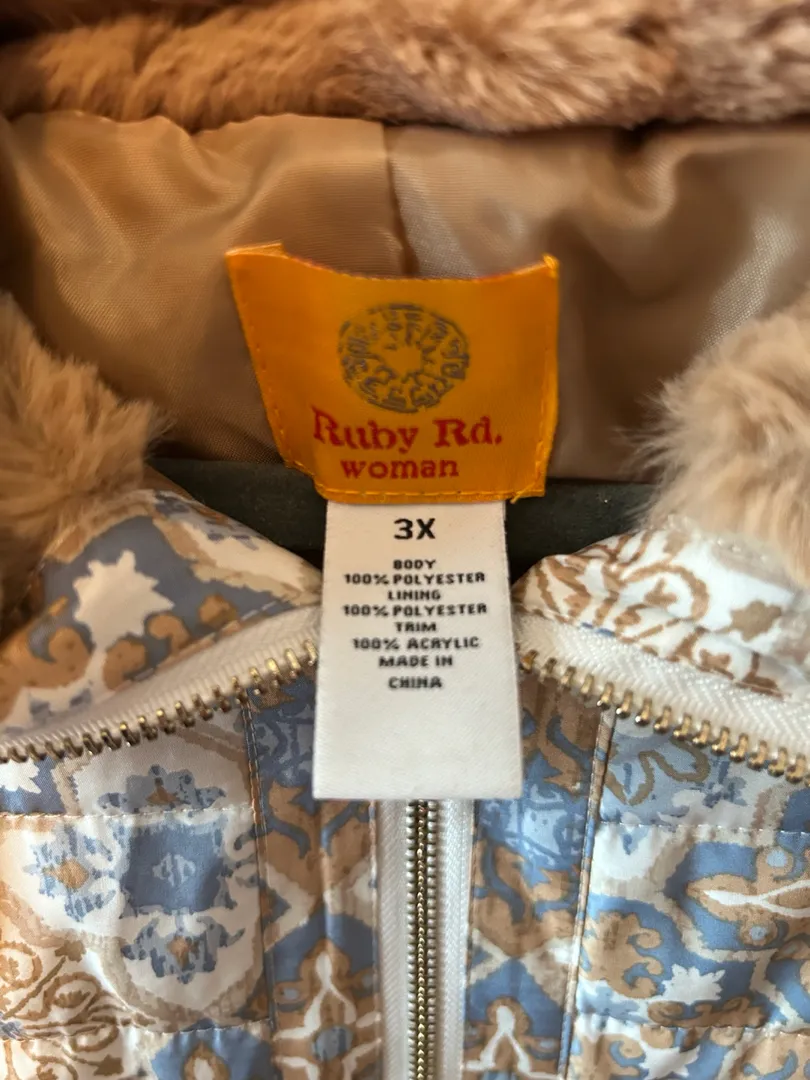 Ruby Rd.
woman
3X
BODY
100% POLYESTER
LINING
100% POLYESTER
TRIM
100% ACRYLIC
MADE IN
CHINA